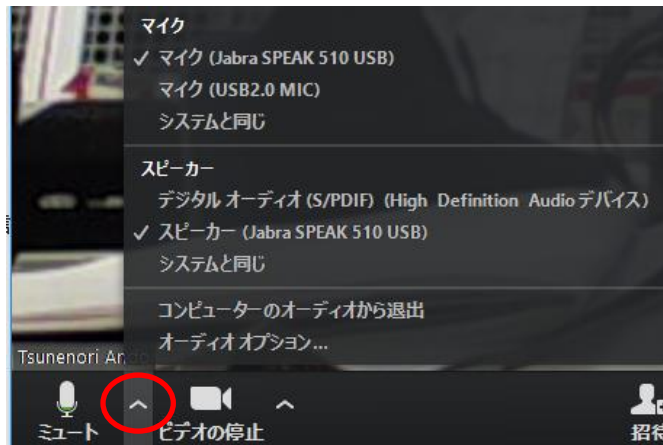 マイク
✓ マイク (Jabra SPEAK 510 USB)
マイク (USB2.0 MIC)
システムと同じ
スピーカー
デジタル オーディオ (S/PDIF) (High Definition Audio デバイス)
✓ スピーカー (Jabra SPEAK 510 USB)
システムと同じ
コンピューターのオーディオから退出
オーディオ オプション...
Tsunenori
ミュート ビデオの停止 招待